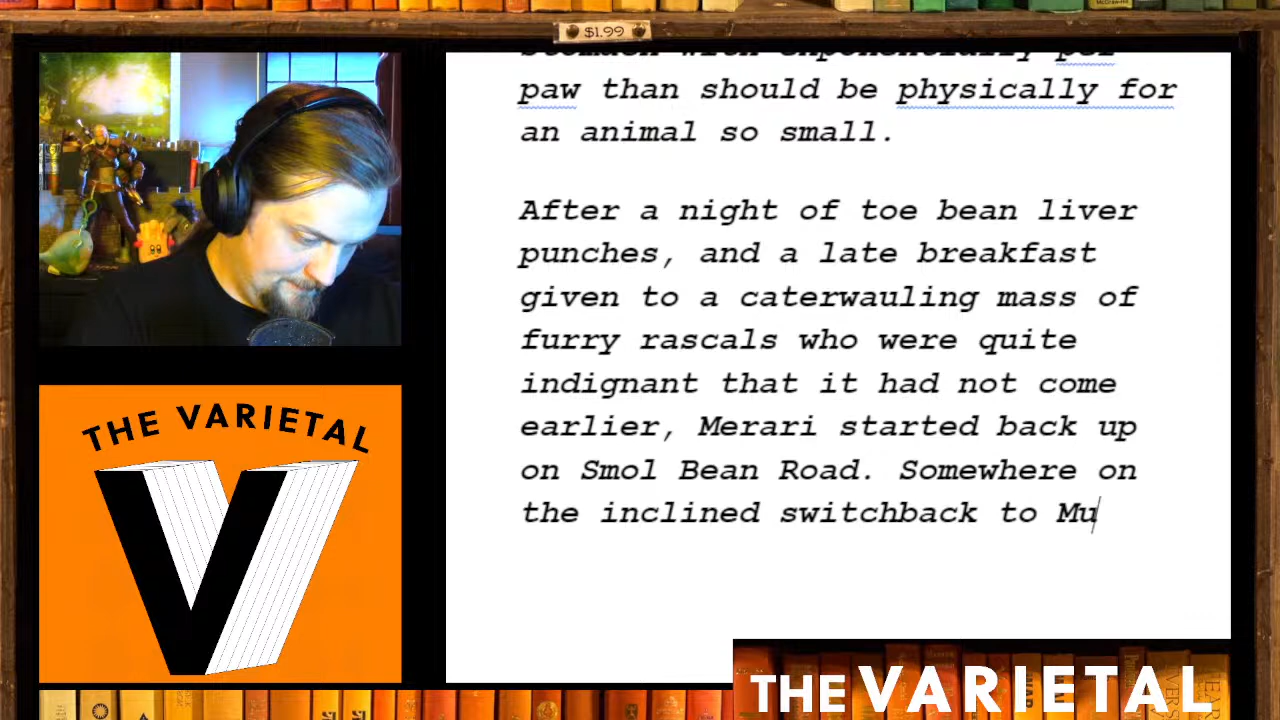 $1.99
paw than should be physically for
an animal so small.
After a night of toe bean liver
punches, and a late breakfast
given to a caterwauling mass of
furry rascals who were quite
indignant that it had not come
earlier, Merari started back up
on Smol Bean Road. Somewhere on
the inclined switchback to Mu
THE VARIETAL
V
THE VARIETAL